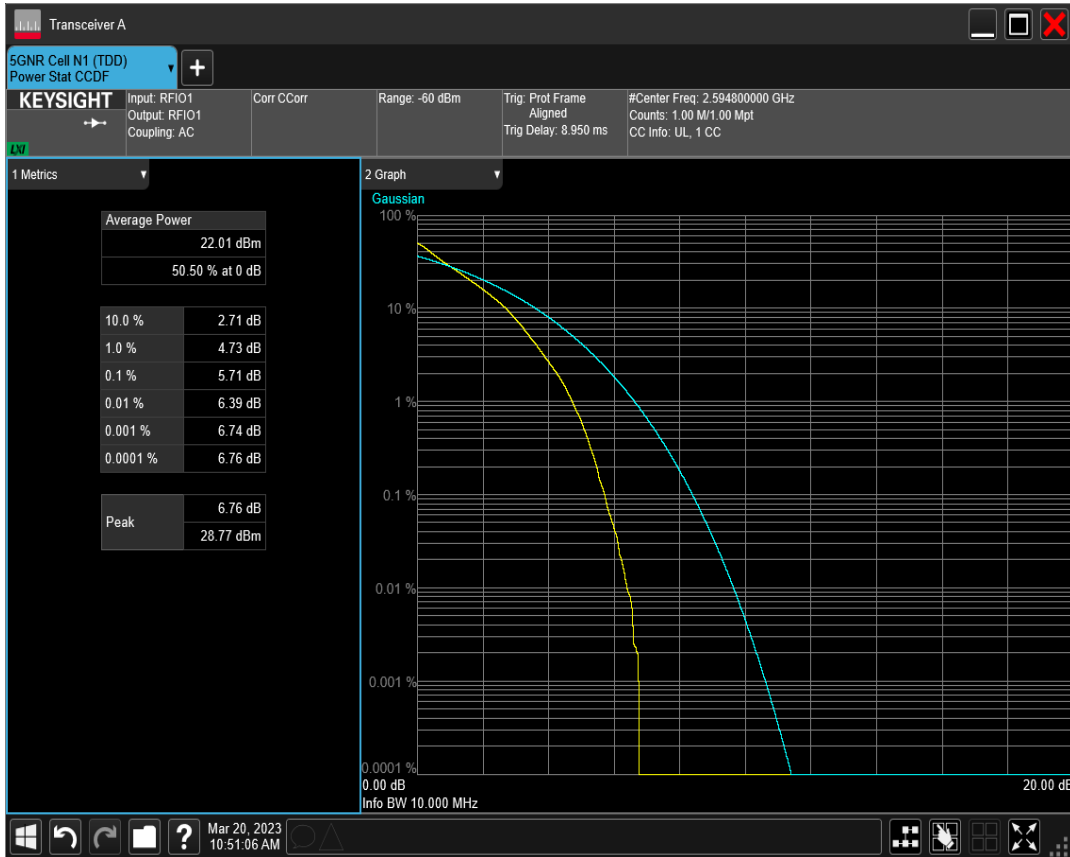 Transceiver A
5GNR Cell N1 (TDD)
Power Stat CCDF
KEYSIGHT
LXI
Input: RFIO1
Output: RFIO1
Coupling: AC
Corr CCorr
Range: -60 dBm
Trig: Prot Frame
Aligned
Trig Delay: 8.950 ms
#Center Freq: 2.594800000 GHz
Counts: 1.00 M/1.00 Mpt
CC Info: UL, 1 CC
1 Metrics
Average Power
22.01 dBm
50.50 % at 0 dB
10.0 % 2.71 dB
1.0 % 4.73 dB
0.1 % 5.71 dB
0.01 % 6.39 dB
0.001 % 6.74 dB
0.0001 % 6.76 dB
Peak 6.76 dB
28.77 dBm
2 Graph
Gaussian
100 %
10 %
1 %
0.1 %
0.01 %
0.001 %
0.0001 %
0.00 dB 20.00 dB
Info BW 10.000 MHz
Mar 20, 2023
10:51:06 AM